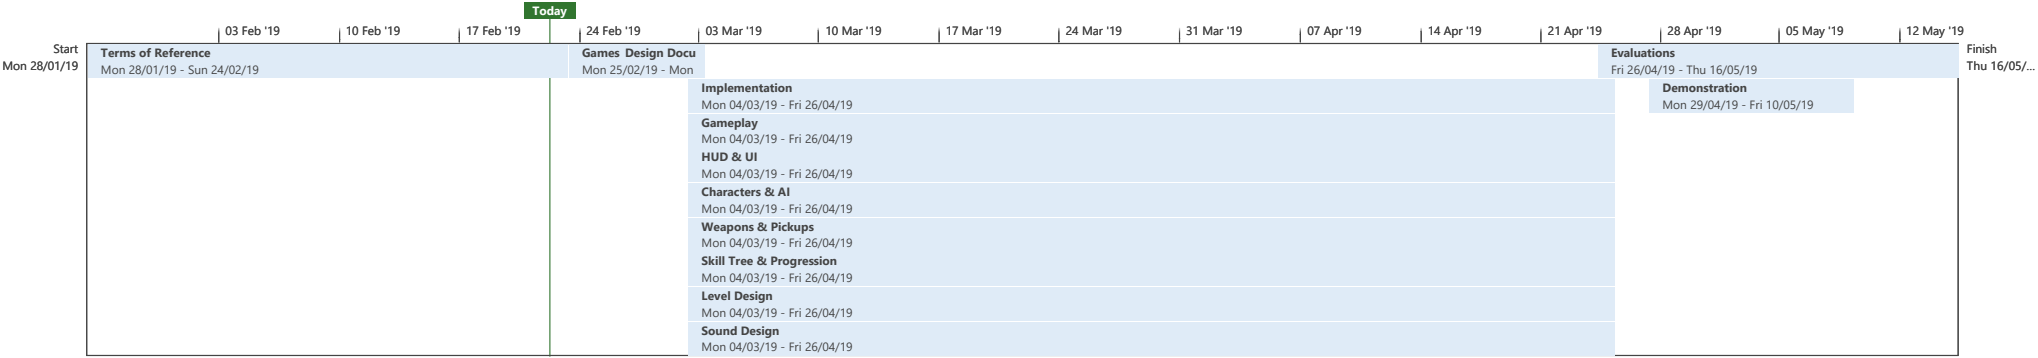 Today
03 Feb '19 10 Feb '19 17 Feb '19 24 Feb '19 03 Mar '19 10 Mar '19 17 Mar '19 24 Mar '19 31 Mar '19 07 Apr '19 14 Apr '19 21 Apr '19 28 Apr '19 05 May '19 12 May '19
Start
Mon 28/01/19
Terms of Reference
Mon 28/01/19 - Sun 24/02/19
Games Design Docu
Mon 25/02/19 - Mon
Evaluations
Fri 26/04/19 - Thu 16/05/19
Finish
Thu 16/05/...
Implementation
Mon 04/03/19 - Fri 26/04/19
Demonstration
Mon 29/04/19 - Fri 10/05/19
Gameplay
Mon 04/03/19 - Fri 26/04/19
HUD & UI
Mon 04/03/19 - Fri 26/04/19
Characters & AI
Mon 04/03/19 - Fri 26/04/19
Weapons & Pickups
Mon 04/03/19 - Fri 26/04/19
Skill Tree & Progression
Mon 04/03/19 - Fri 26/04/19
Level Design
Mon 04/03/19 - Fri 26/04/19
Sound Design
Mon 04/03/19 - Fri 26/04/19